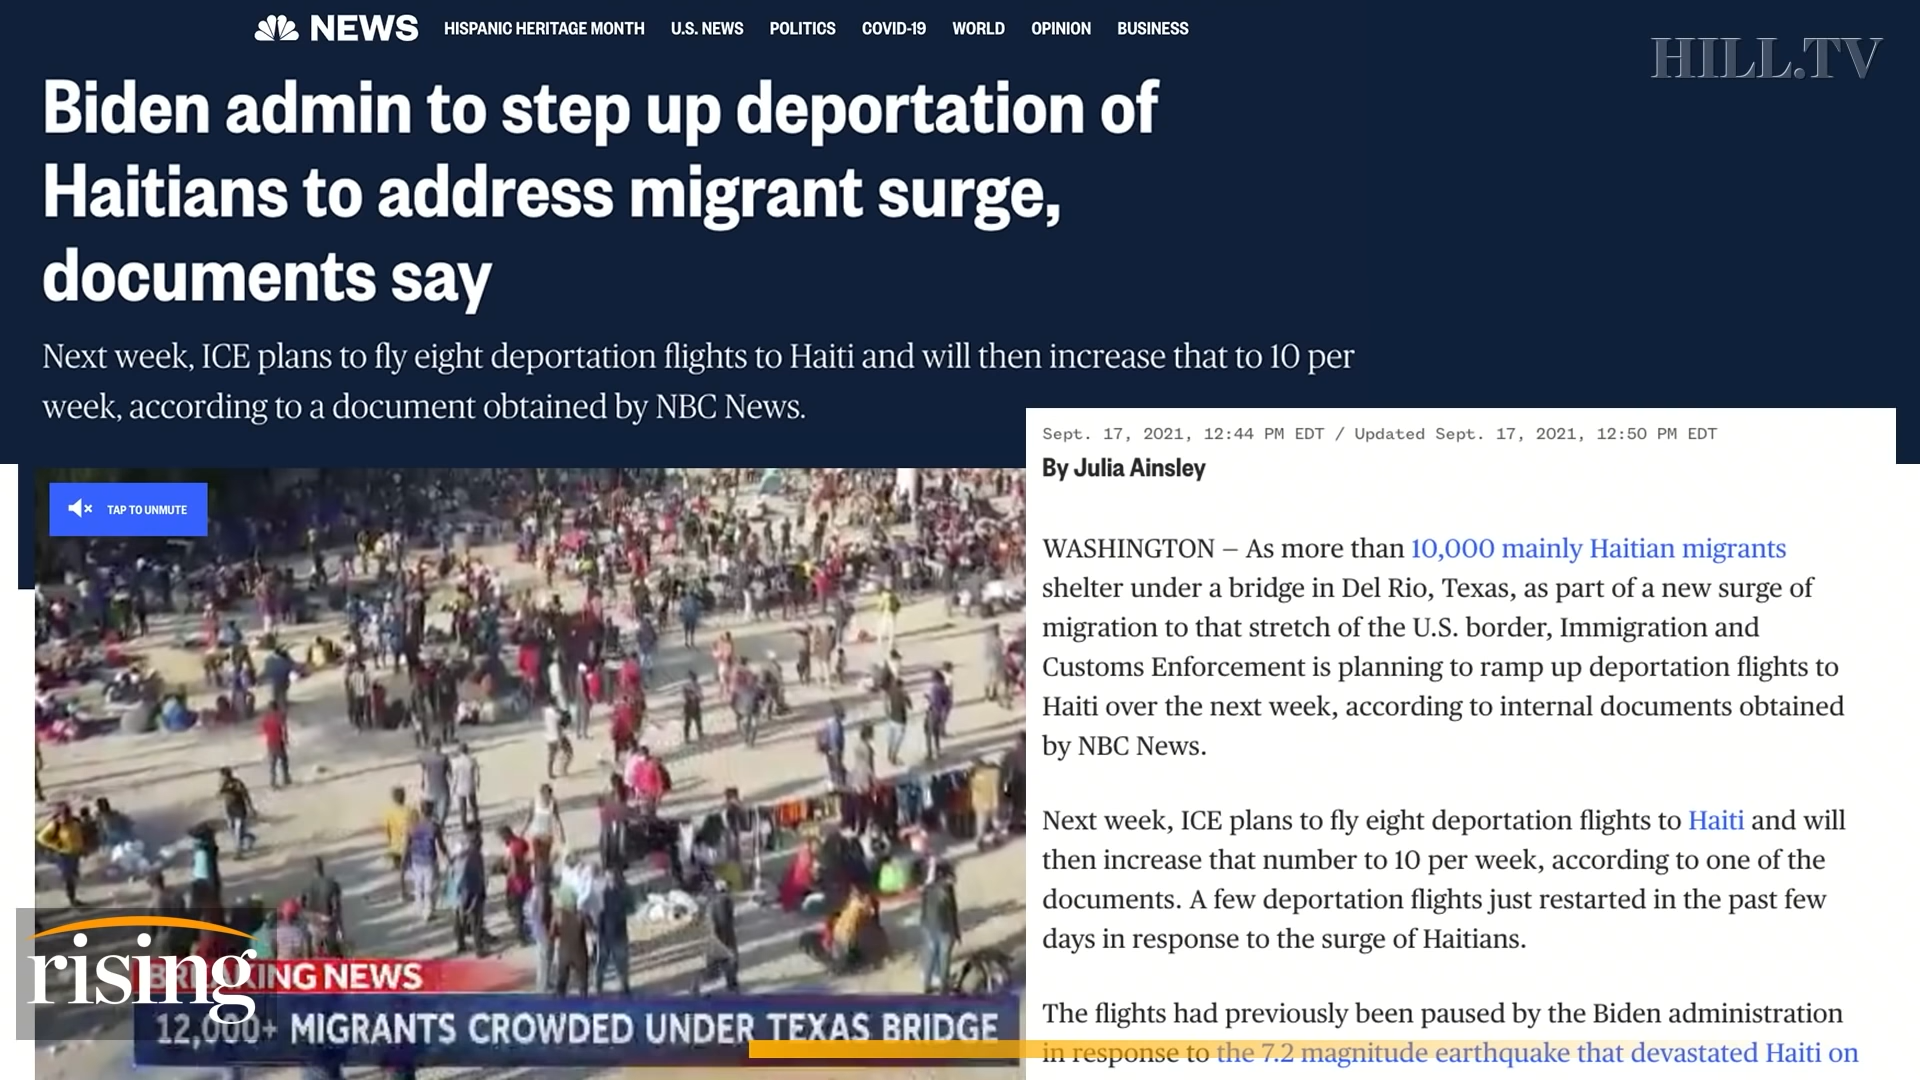 NEWS HISPANIC HERITAGE MONTH U.S. NEWS POLITICS COVID-19 WORLD OPINION BUSINESS
HILL.TV
Biden admin to step up deportation of
Haitians to address migrant surge,
documents say
Next week, ICE plans to fly eight deportation flights to Haiti and will then increase that to 10 per
week, according to a document obtained by NBC News.
TAP TO UNMUTE
Sept. 17, 2021, 12:44 PM EDT / Updated Sept. 17, 2021, 12:50 PM EDT
By Julia Ainsley
WASHINGTON — As more than 10,000 mainly Haitian migrants
shelter under a bridge in Del Rio, Texas, as part of a new surge of
migration to that stretch of the U.S. border, Immigration and
Customs Enforcement is planning to ramp up deportation flights to
Haiti over the next week, according to internal documents obtained
by NBC News.
Next week, ICE plans to fly eight deportation flights to Haiti and will
then increase that number to 10 per week, according to one of the
documents. A few deportation flights just restarted in the past few
days in response to the surge of Haitians.
The flights had previously been paused by the Biden administration
in response to the 7.2 magnitude earthquake that devastated Haiti on
rising
BREAKING NEWS
12,000+ MIGRANTS CROWDED UNDER TEXAS BRIDGE